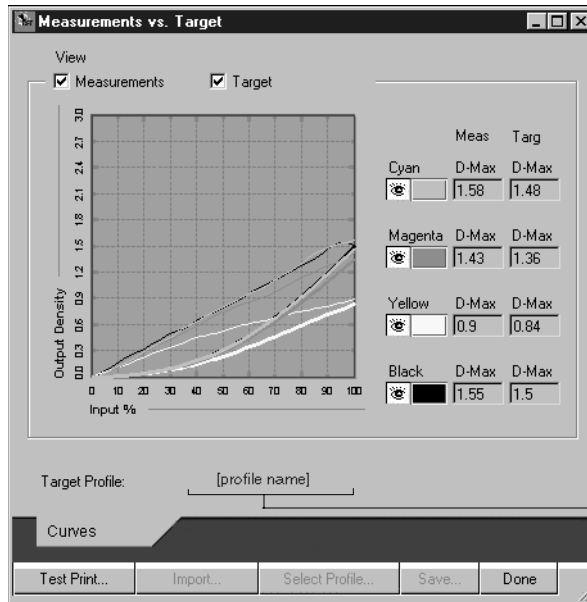 Measurements vs. Target
View
Measurements Target
3.0
2.7
2.4
2.1
1.8
1.5
1.2
0.9
0.6
0.3
0.0
Output Density
0 10 20 30 40 50 60 70 80 90 100
Input %
Meas Targ
Cyan D-Max D-Max
1.58 1.48
Magenta D-Max D-Max
1.43 1.36
Yellow D-Max D-Max
0.9 0.84
Black D-Max D-Max
1.55 1.5
Target Profile: [profile name]
Curves
Test Print... Import... Select Profile... Save... Done